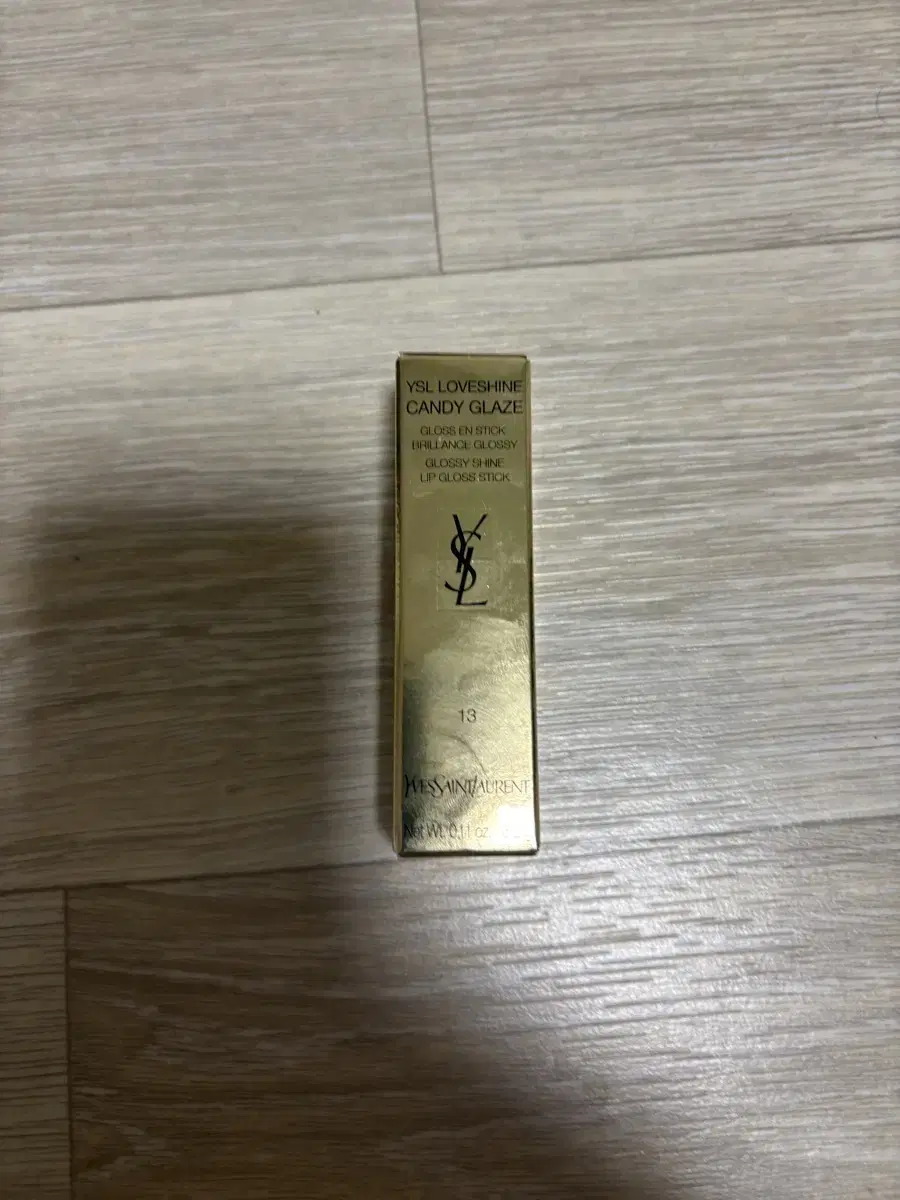 YSL LOVESHINE
CANDY GLAZE
GLOSS EN STICK
BRILLANCE GLOSSY
GLOSSY SHINE
LIP GLOSS STICK
YSL
13
YVESSAINTLAURENT
Net Wt. 0.11 oz